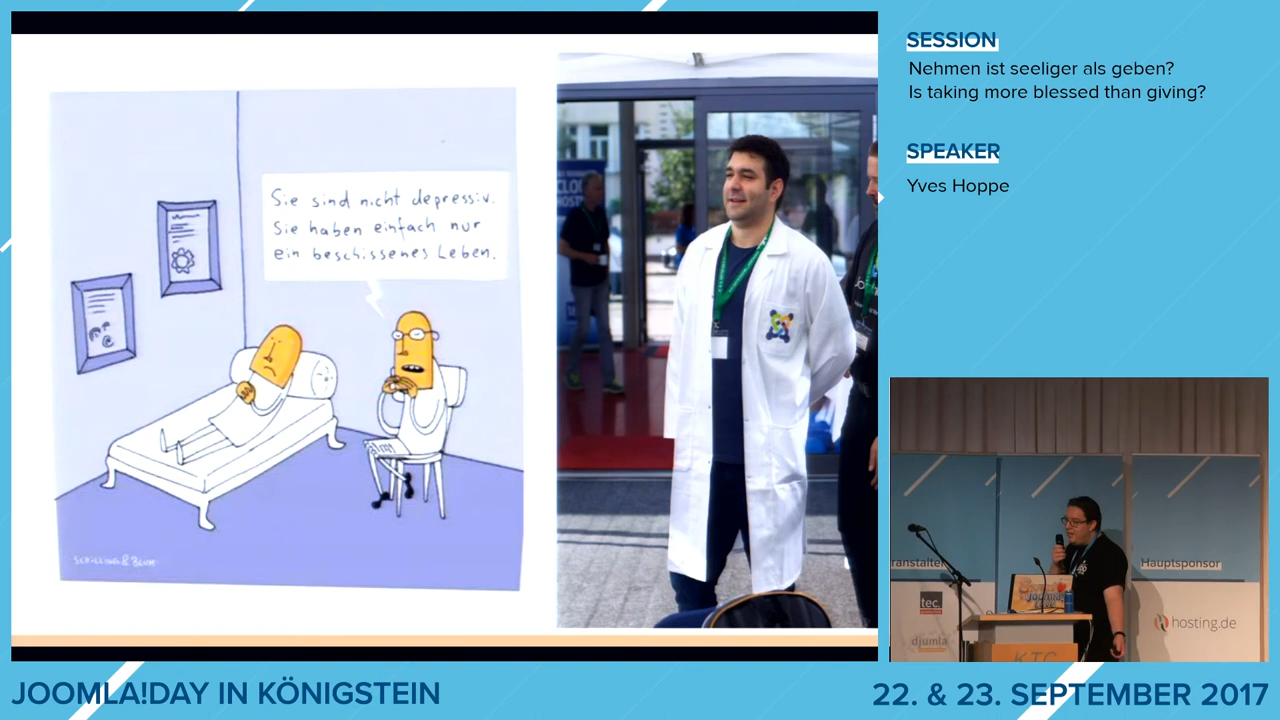 SESSION
Nehmen ist seeliger als geben?
Is taking more blessed than giving?
SPEAKER
Yves Hoppe
Sie sind nicht depressiv.
Sie haben einfach nur
ein beschissenes Leben.
SCHILLING & BLUM
Hauptsponsor
tec.
hosting.de
djumla
KTC
JOOMLA!DAY IN KÖNIGSTEIN
22. & 23. SEPTEMBER 2017